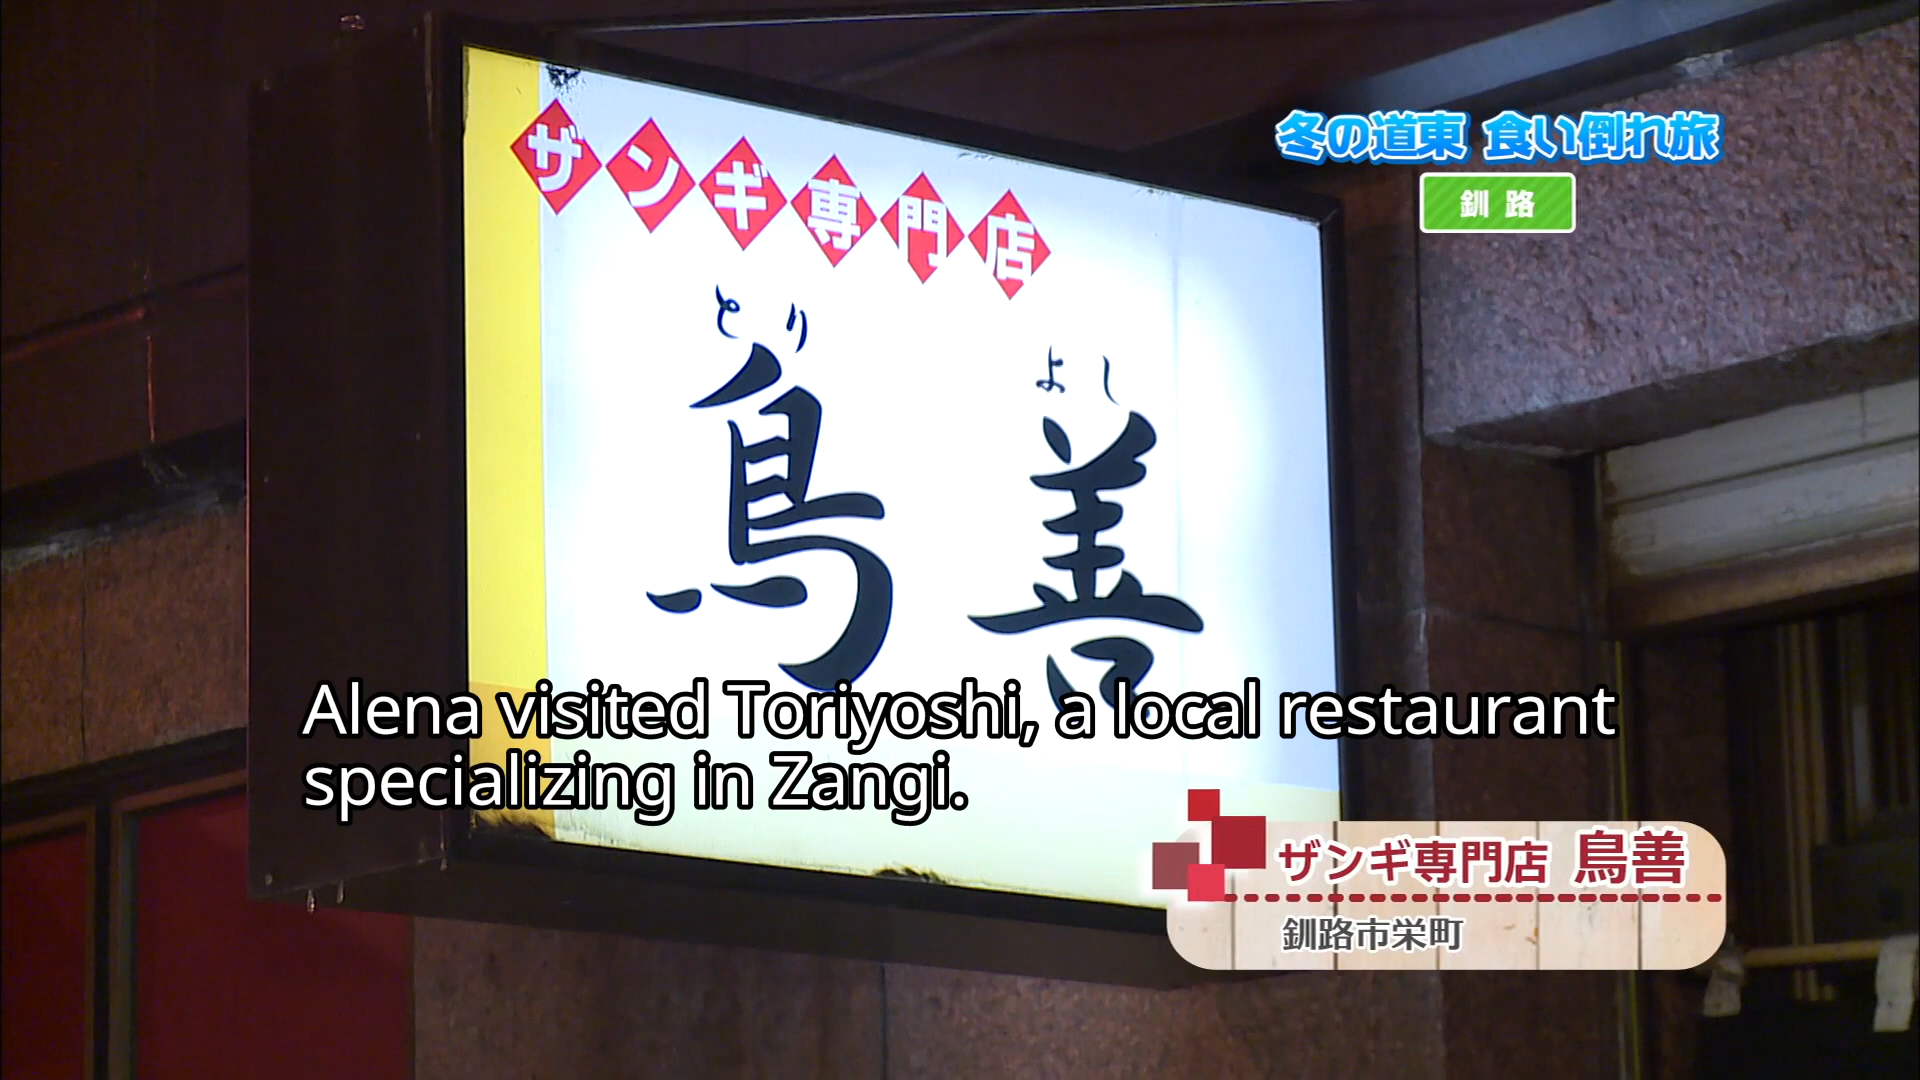 冬の道東 食い倒れ旅
釧路
ザンギ専門店
とり よし
鳥善
Alena visited Toriyoshi, a local restaurant
specializing in Zangi.
ザンギ専門店 鳥善
釧路市栄町